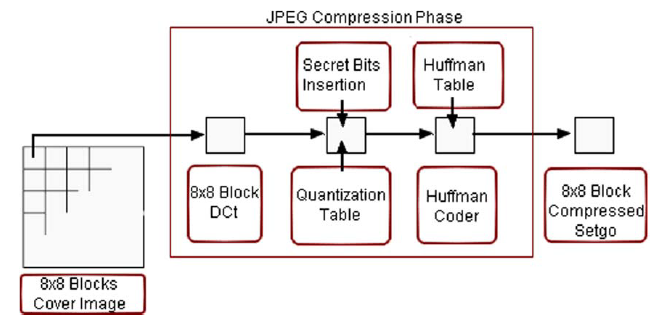 JPEG Compression Phase
Secret Bits
Insertion
Huffman
Table
8x8 Block
DCt
Quantization
Table
Huffman
Coder
8x8 Block
Compressed
Setgo
8x8 Blocks
Cover Image